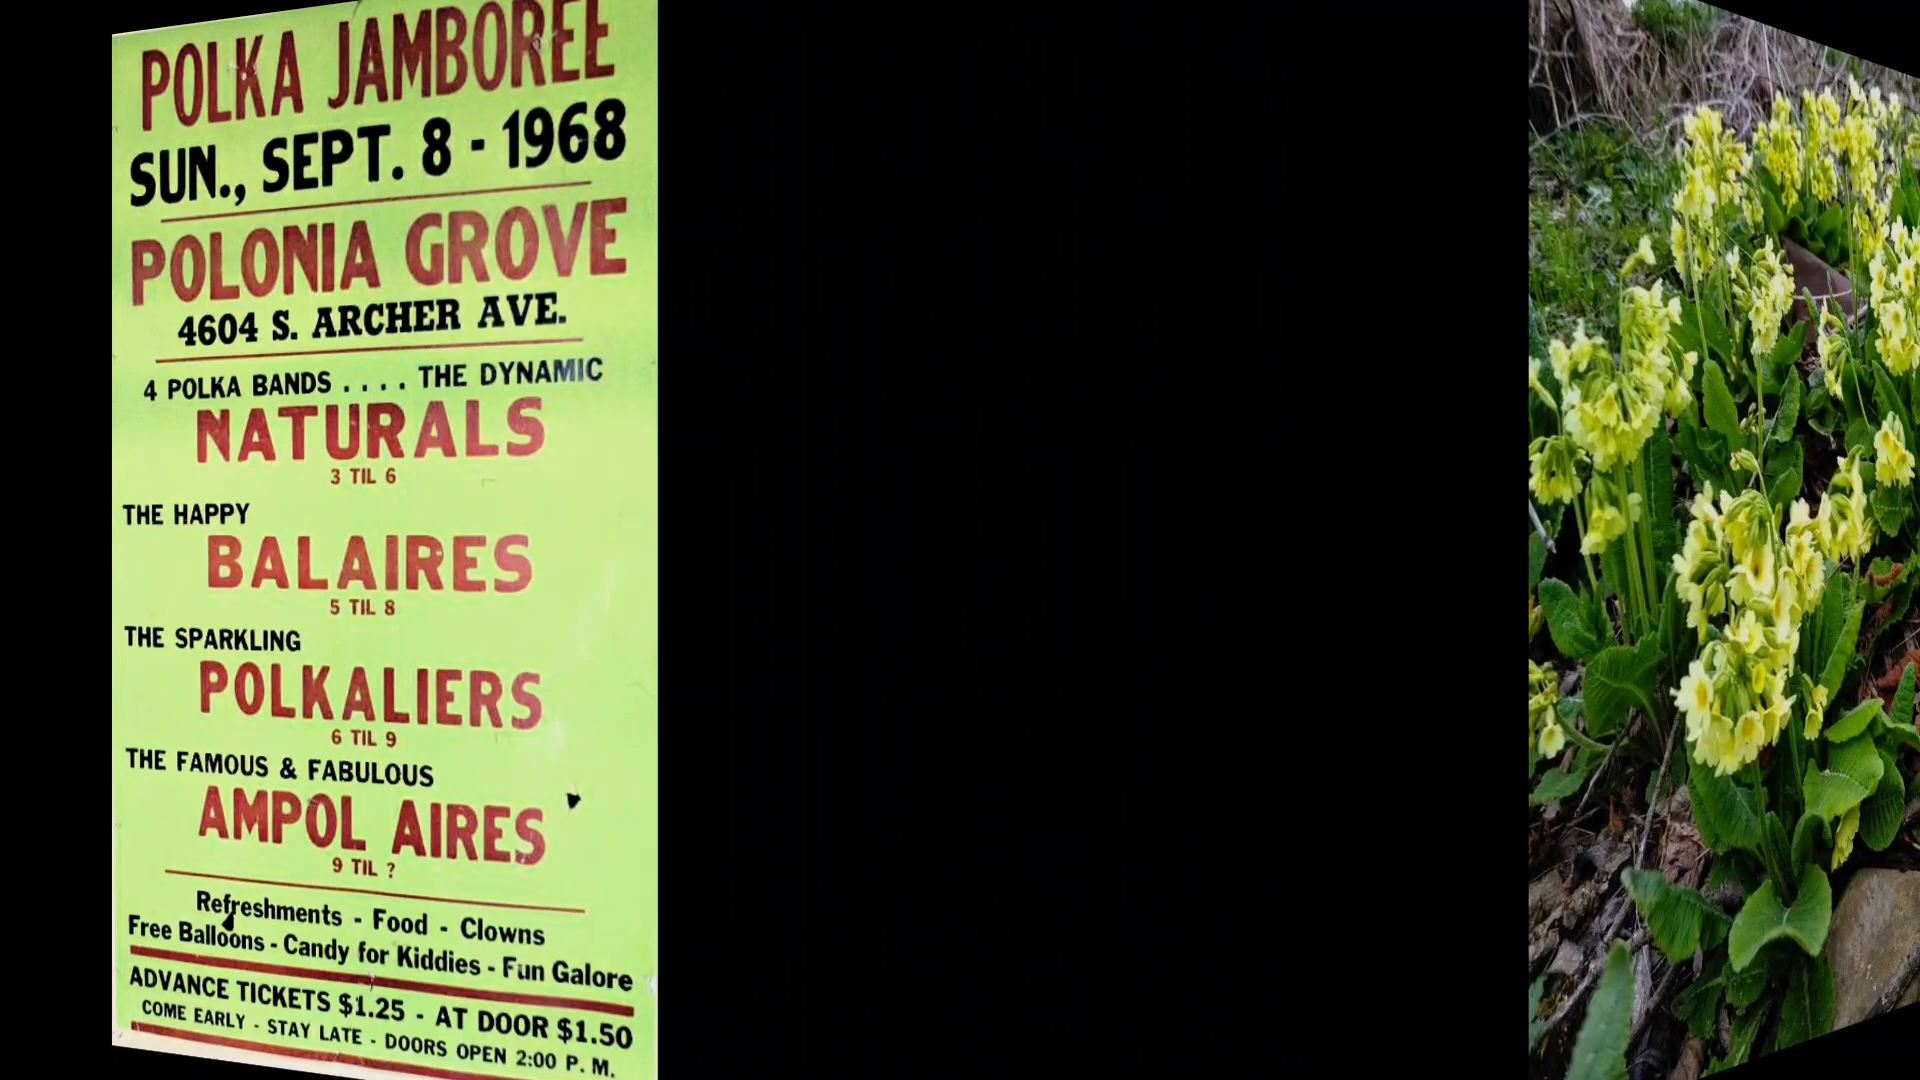 POLKA JAMBOREE
SUN., SEPT. 8 - 1968
POLONIA GROVE
4604 S. ARCHER AVE.
4 POLKA BANDS . . . . THE DYNAMIC
NATURALS
3 TIL 6
THE HAPPY
BALAIRES
5 TIL 8
THE SPARKLING
POLKALIERS
6 TIL 9
THE FAMOUS & FABULOUS
AMPOL AIRES
9 TIL ?
Refreshments - Food - Clowns
Free Balloons - Candy for Kiddies - Fun Galore
ADVANCE TICKETS $1.25 - AT DOOR $1.50
COME EARLY - STAY LATE - DOORS OPEN 2:00 P. M.